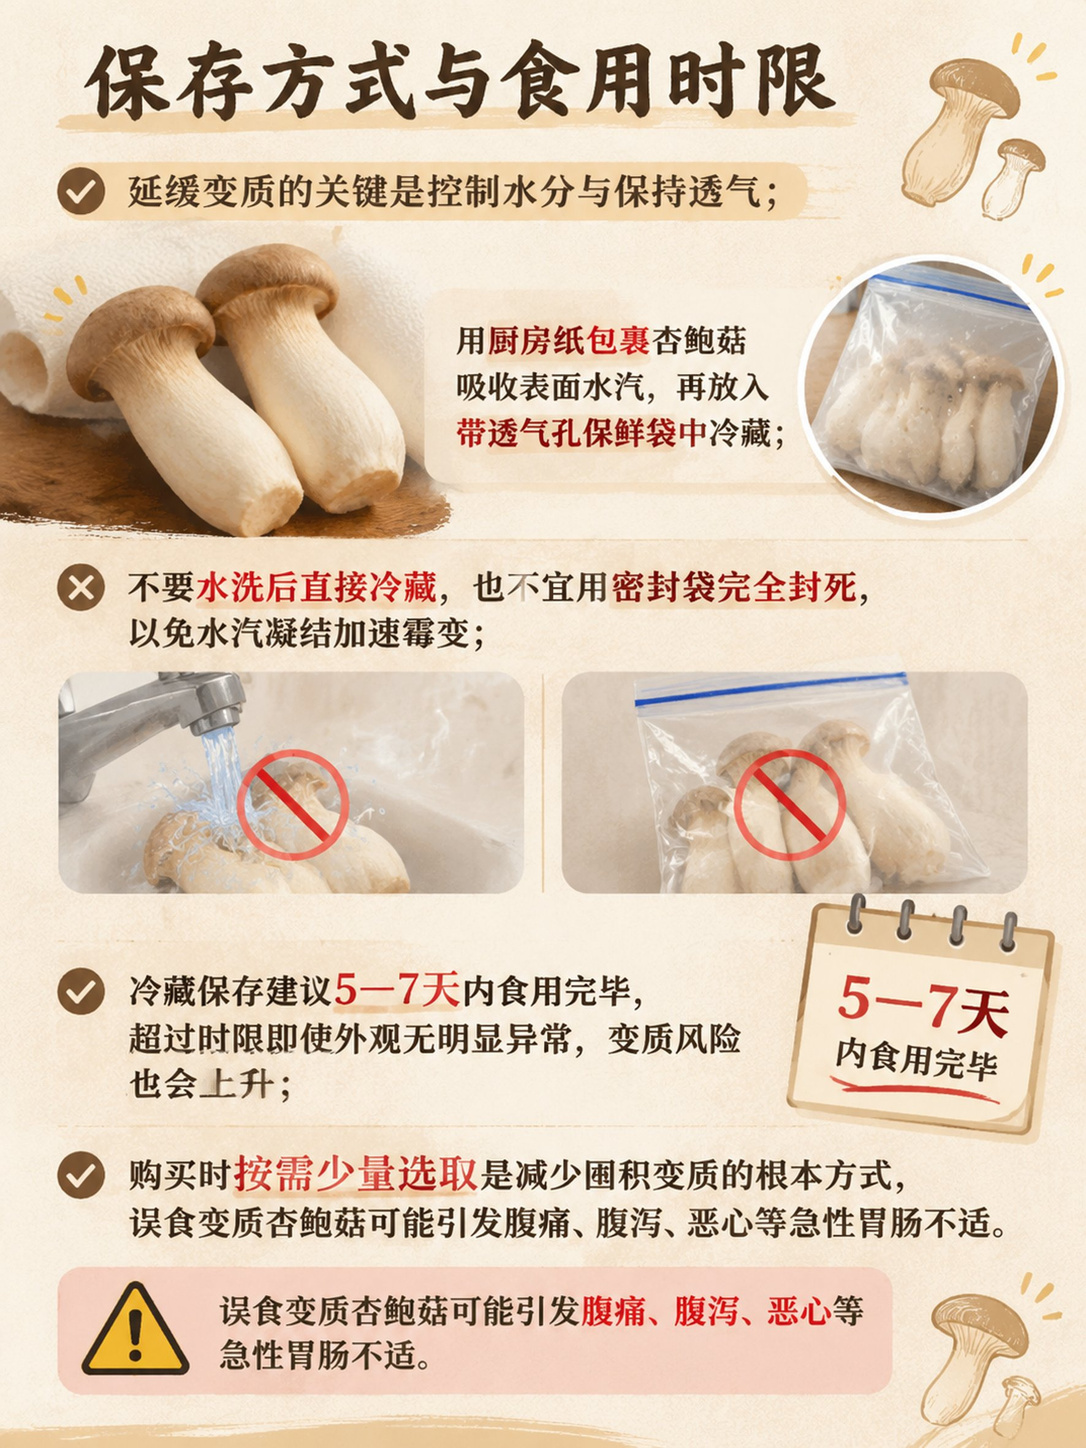 保存方式与食用时限
延缓变质的关键是控制水分与保持透气；
用厨房纸包裹杏鲍菇
吸收表面水汽，再放入
带透气孔保鲜袋中冷藏；
不要水洗后直接冷藏，也不宜用密封袋完全封死，
以免水汽凝结加速霉变；
冷藏保存建议5—7天内食用完毕，
超过时限即使外观无明显异常，变质风险
也会上升；
5—7天
内食用完毕
购买时按需少量选取是减少囤积变质的根本方式，
误食变质杏鲍菇可能引发腹痛、腹泻、恶心等急性胃肠不适。
误食变质杏鲍菇可能引发腹痛、腹泻、恶心等
急性胃肠不适。